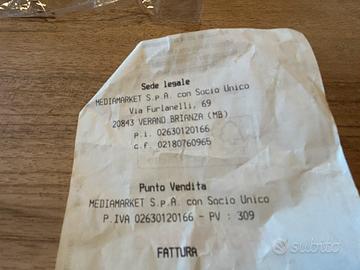 Sede legale
MEDIAMARKET S.p.A. con Socio Unico
Via Furlanelli, 69
20843 VERANO BRIANZA (MB)
p.i. 02630120166
c.f. 02180760965
Punto Vendita
MEDIAMARKET S.p.A. con Socio Unico
P.IVA 02630120166 - PV : 309
FATTURA
subito